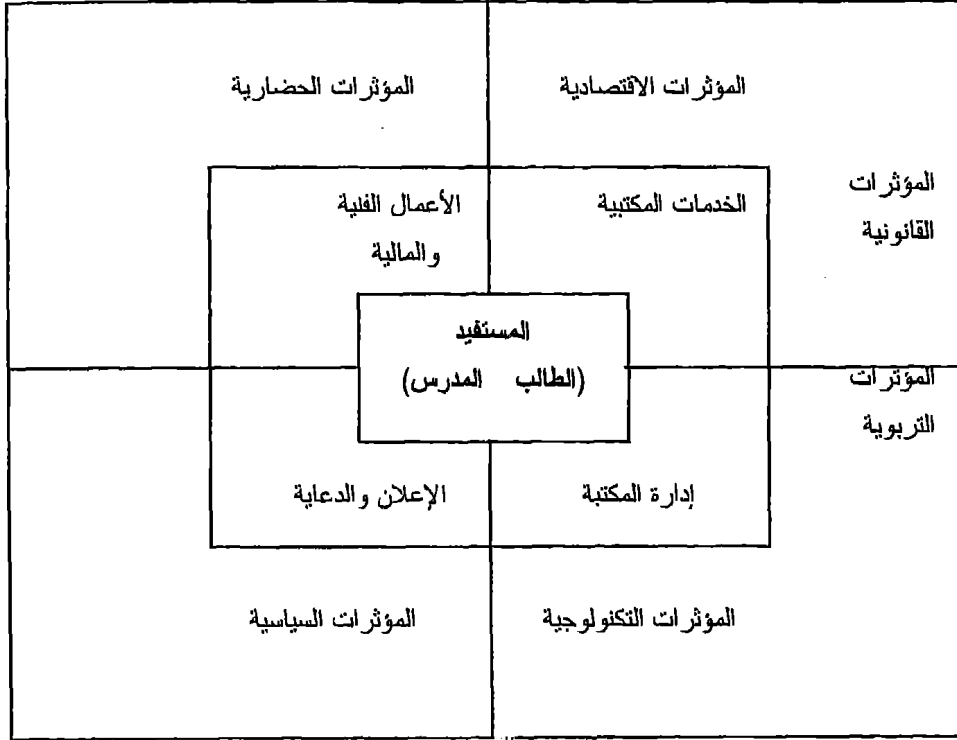 المؤثرات الاقتصادية
المؤثرات الحضارية
المؤثرات
القانونية
الخدمات المكتبية
الأعمال الفنية
والمالية
المستفيد
(الطالب المدرس)
المؤثرات
التربوية
إدارة المكتبة
الإعلان والدعاية
المؤثرات التكنولوجية
المؤثرات السياسية